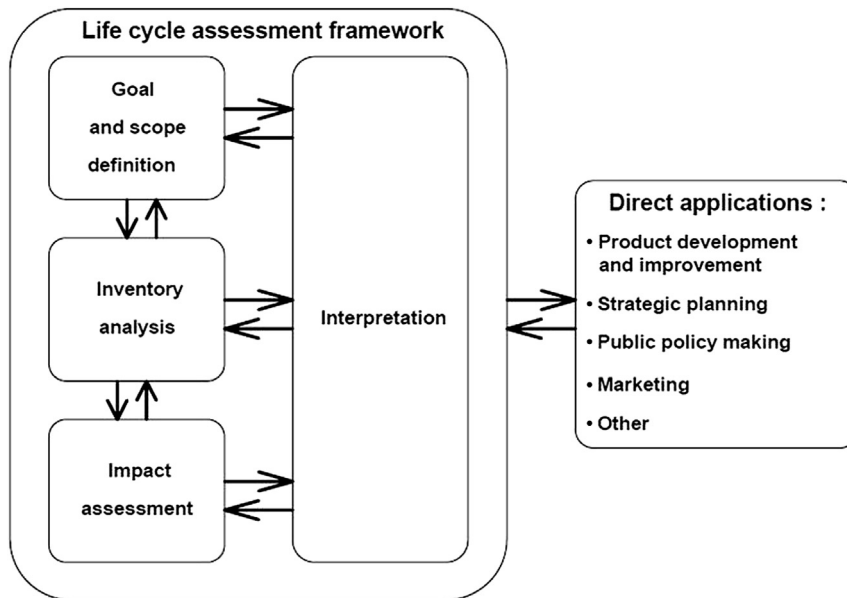 Life cycle assessment framework
Goal
and scope
definition
Inventory
analysis
Impact
assessment
Interpretation
Direct applications :
• Product development
and improvement
• Strategic planning
• Public policy making
• Marketing
• Other